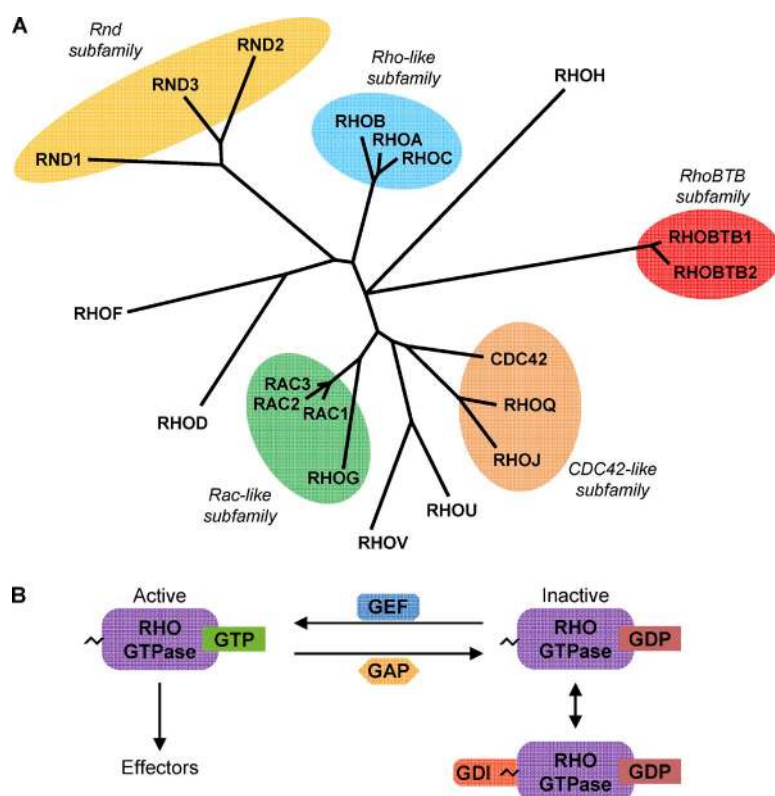 A
Rnd
subfamily
RND2
RND3
RND1
Rho-like
subfamily
RHOB
RHOA
RHOC
RHOH
RhoBTB
subfamily
RHOBTB1
RHOBTB2
RHOF
RHOD
RAC3
RAC2
RAC1
RHOG
Rac-like
subfamily
RHOV
RHOU
CDC42
RHOQ
RHOJ
CDC42-like
subfamily
B
Active
RHO
GTPase
GTP
GEF
GAP
Inactive
RHO
GTPase
GDP
Effectors
GDI
RHO
GTPase
GDP